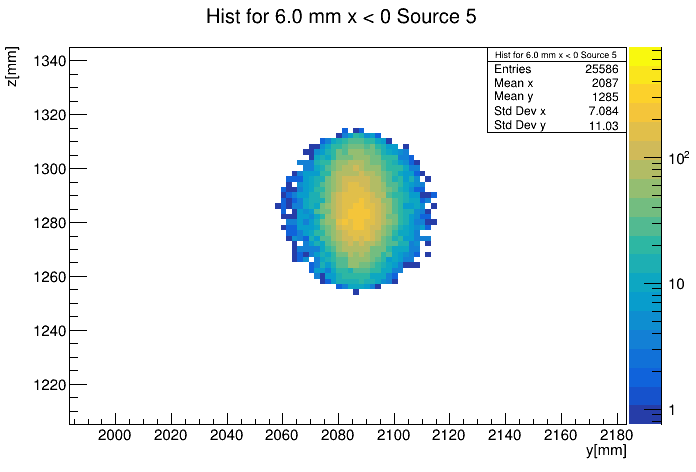 Hist for 6.0 mm x < 0 Source 5
z[mm]
1340
1320
1300
1280
1260
1240
1220
2000 2020 2040 2060 2080 2100 2120 2140 2160 2180
y[mm]
Hist for 6.0 mm x < 0 Source 5
Entries 25586
Mean x 2087
Mean y 1285
Std Dev x 7.084
Std Dev y 11.03
10²
10
1